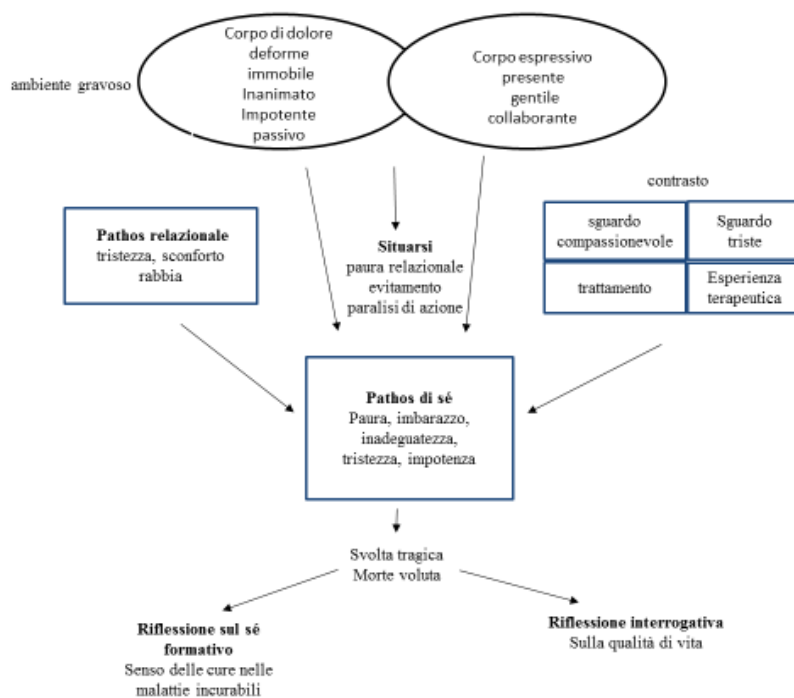 Corpo di dolore
deforme
immobile
Inanimato
Impotente
passivo
Corpo espressivo
presente
gentile
collaborante
ambiente gravoso
contrasto
Pathos relazionale
tristezza, sconforto
rabbia
Situarsi
paura relazionale
evitamento
paralisi di azione
sguardo
compassionevole
Sguardo
triste
trattamento
Esperienza
terapeutica
Pathos di sé
Paura, imbarazzo,
inadeguatezza,
tristezza, impotenza
Svolta tragica
Morte voluta
Riflessione sul sé
formativo
Senso delle cure nelle
malattie incurabili
Riflessione interrogativa
Sulla qualità di vita